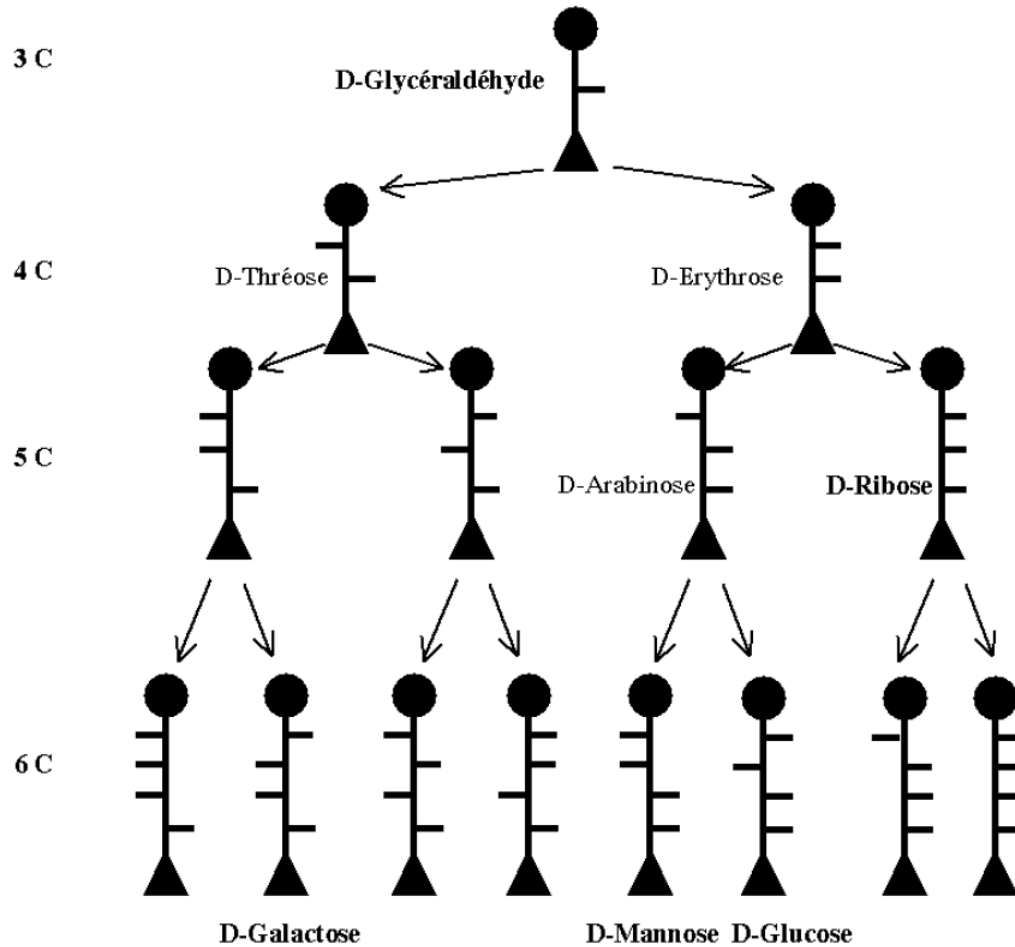 3 C
D-Glycéraldéhyde
4 C
D-Thréose
D-Erythrose
5 C
D-Arabinose
D-Ribose
6 C
D-Galactose
D-Mannose D-Glucose